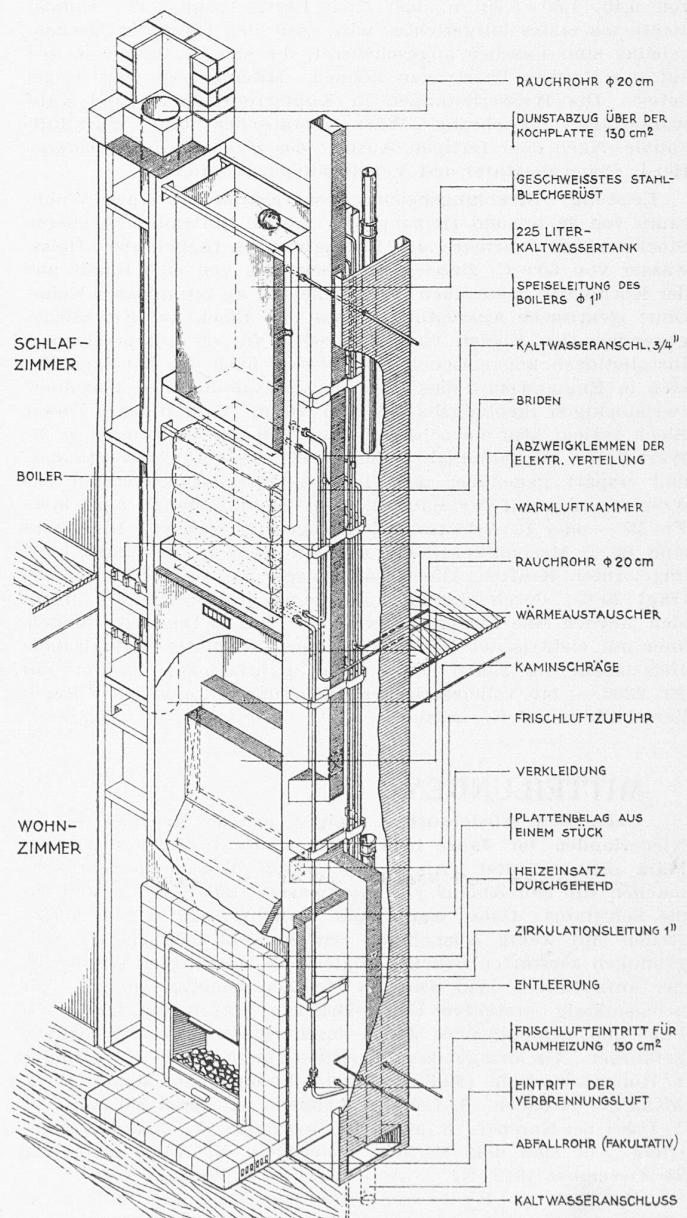 RAUCHROHR ϕ 20 cm
DUNSTABZUG ÜBER DER
KOCHPLATTE 130 cm²
GESCHWEISSTES STAHL-
BLECHGERÜST
225 LITER-
KALTWASSERTANK
SPEISELEITUNG DES
BOILERS ϕ 1"
SCHLAF-
ZIMMER
KALTWASSERANSCHL. 3/4"
BRIDEN
ABZWEIGKLEMMEN DER
ELEKTR. VERTEILUNG
BOILER
WARMLUFTKAMMER
RAUCHROHR ϕ 20 cm
WÄRMEAUSTAUSCHER
KAMINSCHRÄGE
FRISCHLUFTZUFUHR
VERKLEIDUNG
WOHN-
ZIMMER
PLATTENBELAG AUS
EINEM STÜCK
HEIZEINSATZ
DURCHGEHEND
ZIRKULATIONSLEITUNG 1"
ENTLEERUNG
FRISCHLUFTEINTRITT FÜR
RAUMHEIZUNG 130 cm²
EINTRITT DER
VERBRENNUNGSLUFT
ABFALLROHR (FAKULTATIV)
KALTWASSERANSCHLUSS